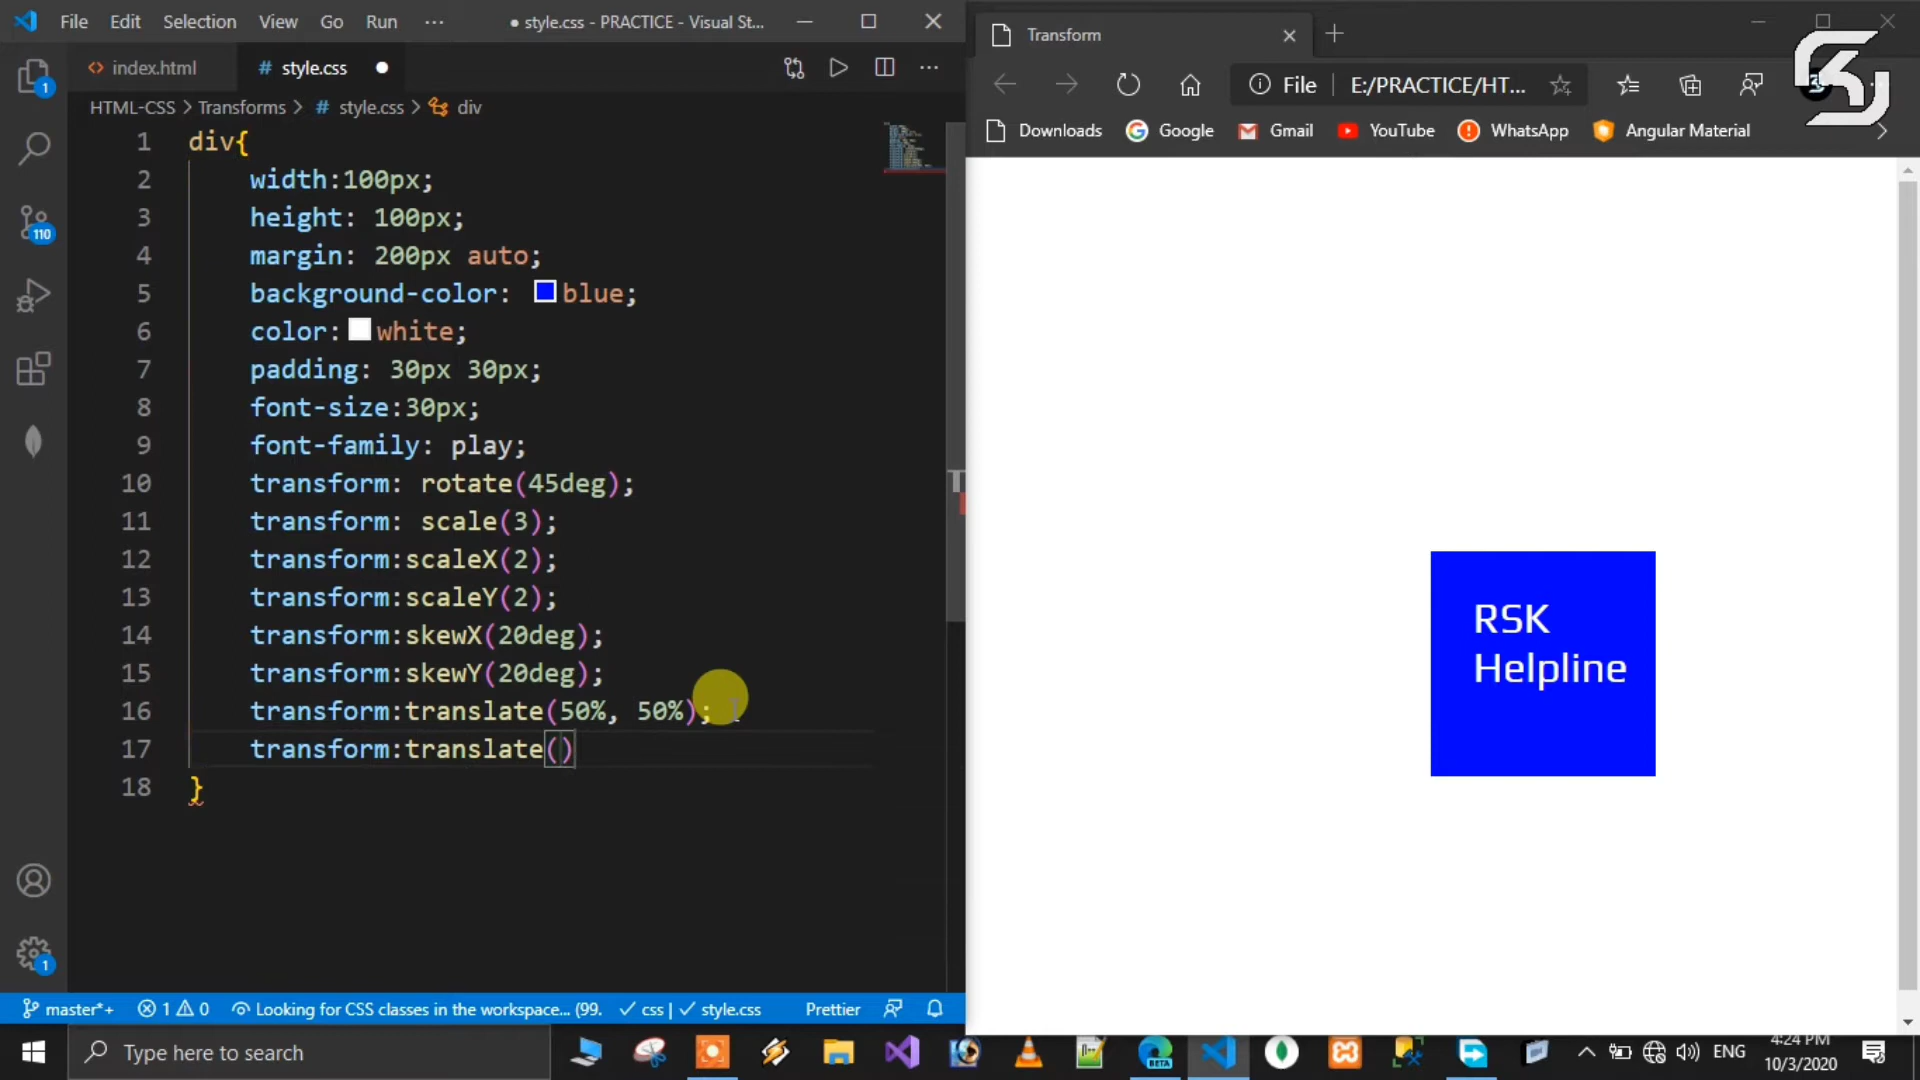 File Edit Selection View Go Run ··· ● style.css - PRACTICE - Visual St...
index.html # style.css ●
HTML-CSS > Transforms > # style.css > div
1 div{
2 width:100px;
3 height: 100px;
4 margin: 200px auto;
5 background-color: blue;
6 color: white;
7 padding: 30px 30px;
8 font-size:30px;
9 font-family: play;
10 transform: rotate(45deg);
11 transform: scale(3);
12 transform:scaleX(2);
13 transform:scaleY(2);
14 transform:skewX(20deg);
15 transform:skewY(20deg);
16 transform:translate(50%, 50%);
17 transform:translate()
18 }
1
110
1
master*+ 1 0 Looking for CSS classes in the workspace... (99. ✓ css | ✓ style.css Prettier
Transform
File E:/PRACTICE/HT...
Downloads Google Gmail YouTube WhatsApp Angular Material
RSK
Helpline
Type here to search
BETA
ENG
4:24 PM
10/3/2020